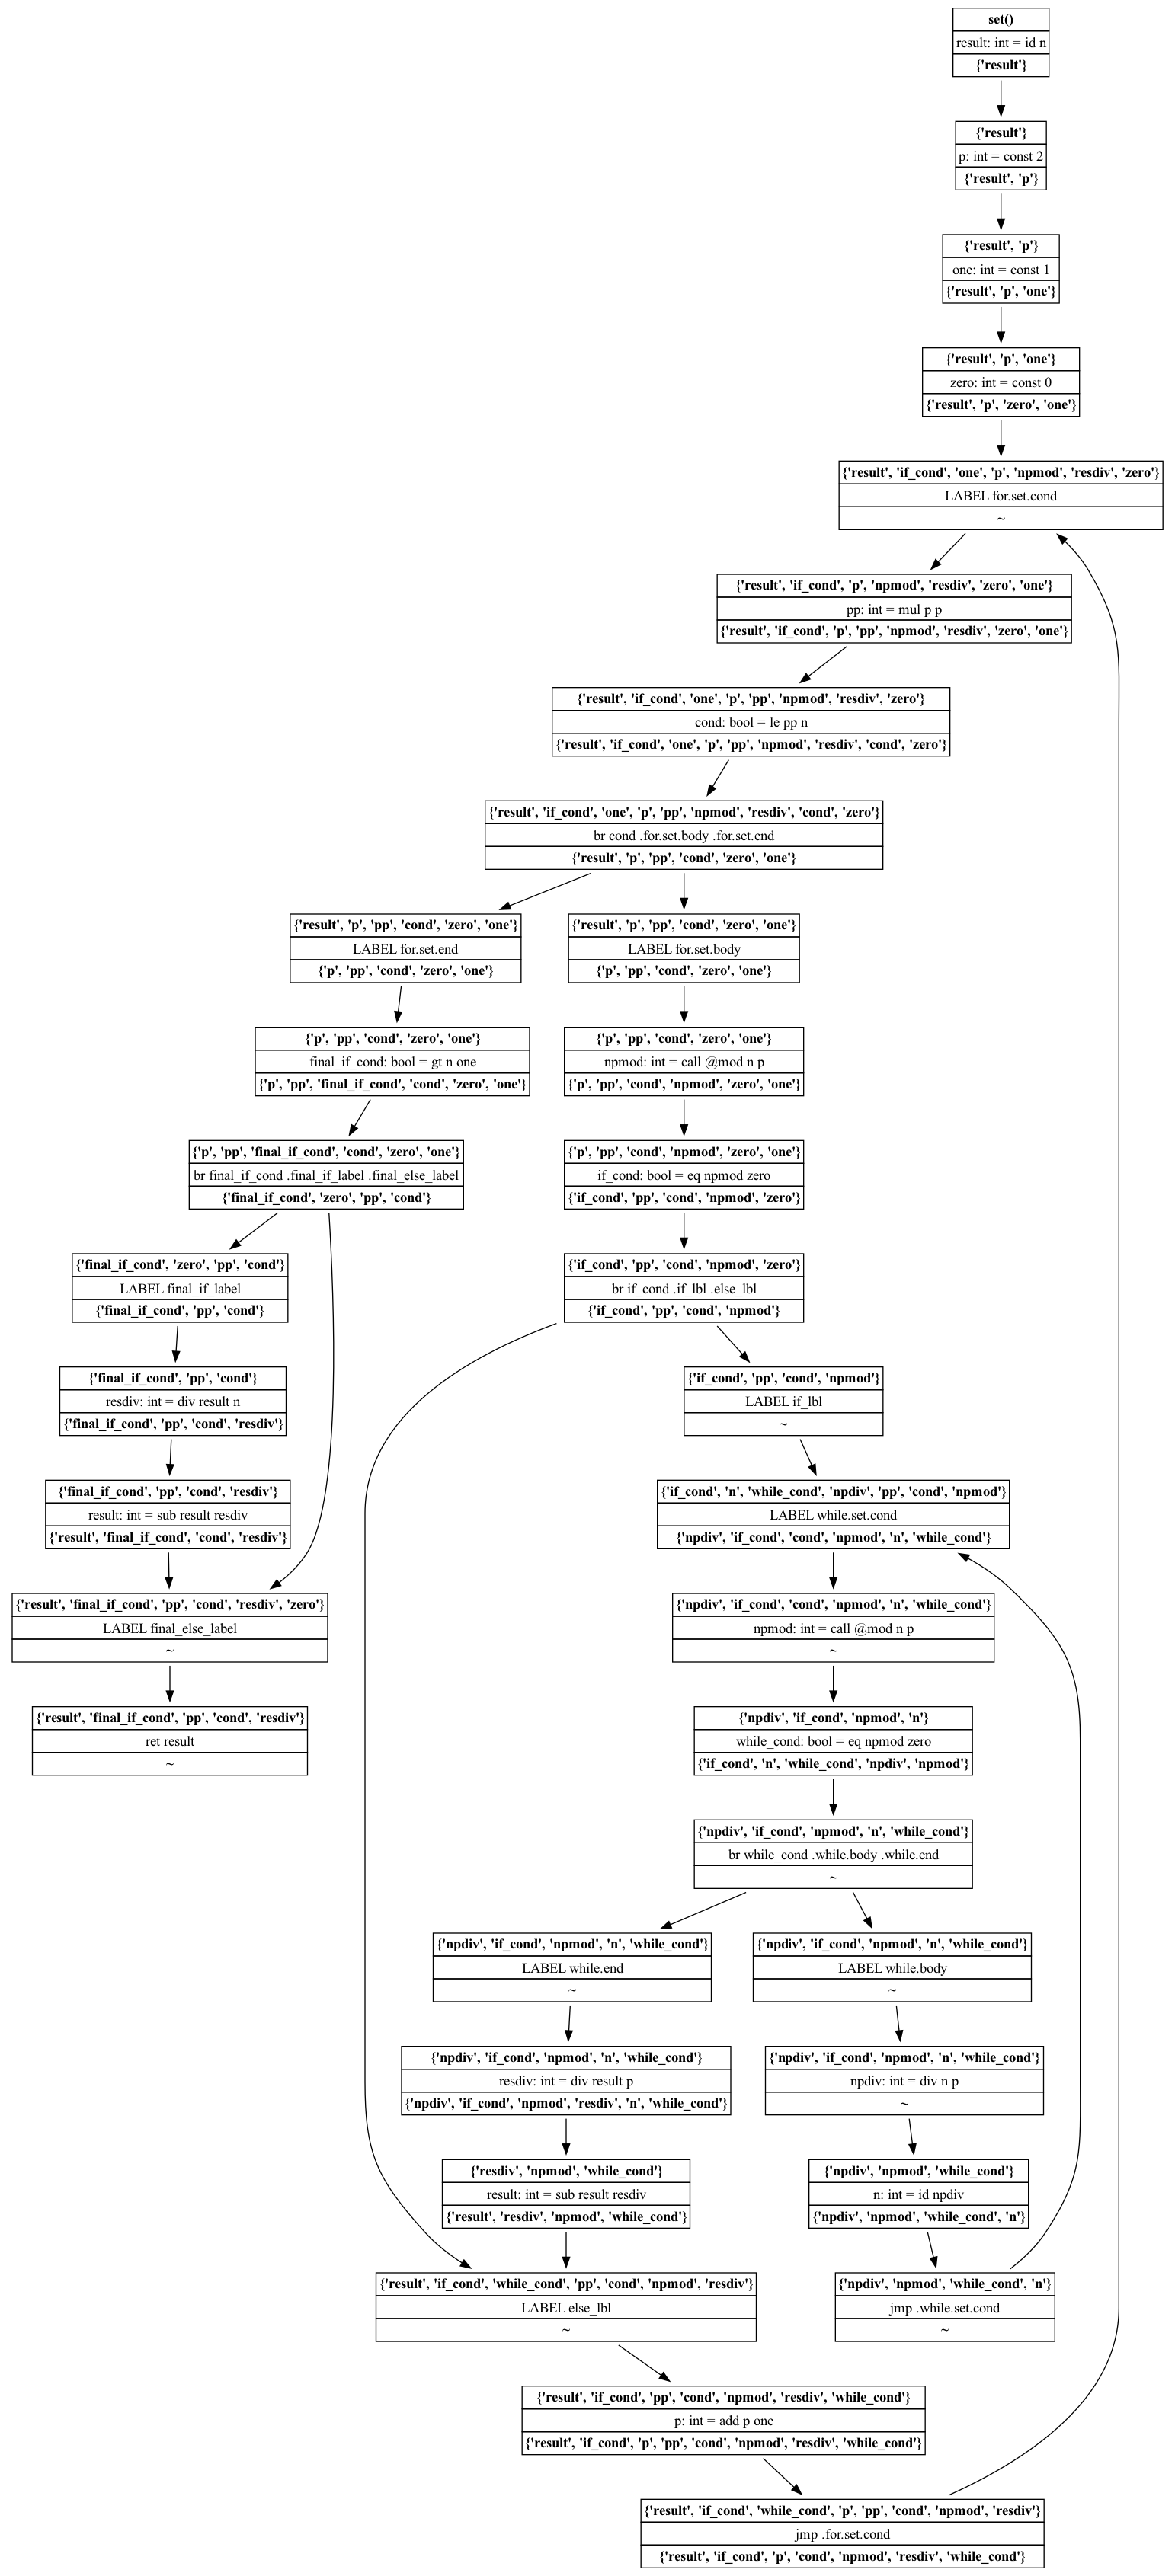 set()
result: int = id n
{'result'}
{'result'}
p: int = const 2
{'result', 'p'}
{'result', 'p'}
one: int = const 1
{'result', 'p', 'one'}
{'result', 'p', 'one'}
zero: int = const 0
{'result', 'p', 'zero', 'one'}
{'result', 'if_cond', 'one', 'p', 'npmod', 'resdiv', 'zero'}
LABEL for.set.cond
~
{'result', 'if_cond', 'p', 'npmod', 'resdiv', 'zero', 'one'}
pp: int = mul p p
{'result', 'if_cond', 'p', 'pp', 'npmod', 'resdiv', 'zero', 'one'}
{'result', 'if_cond', 'one', 'p', 'pp', 'npmod', 'resdiv', 'zero'}
cond: bool = le pp n
{'result', 'if_cond', 'one', 'p', 'pp', 'npmod', 'resdiv', 'cond', 'zero'}
{'result', 'if_cond', 'one', 'p', 'pp', 'npmod', 'resdiv', 'cond', 'zero'}
br cond .for.set.body .for.set.end
{'result', 'p', 'pp', 'cond', 'zero', 'one'}
{'result', 'p', 'pp', 'cond', 'zero', 'one'}
LABEL for.set.end
{'p', 'pp', 'cond', 'zero', 'one'}
{'result', 'p', 'pp', 'cond', 'zero', 'one'}
LABEL for.set.body
{'p', 'pp', 'cond', 'zero', 'one'}
{'p', 'pp', 'cond', 'zero', 'one'}
final_if_cond: bool = gt n one
{'p', 'pp', 'final_if_cond', 'cond', 'zero', 'one'}
{'p', 'pp', 'cond', 'zero', 'one'}
npmod: int = call @mod n p
{'p', 'pp', 'cond', 'npmod', 'zero', 'one'}
{'p', 'pp', 'final_if_cond', 'cond', 'zero', 'one'}
br final_if_cond .final_if_label .final_else_label
{'final_if_cond', 'zero', 'pp', 'cond'}
{'p', 'pp', 'cond', 'npmod', 'zero', 'one'}
if_cond: bool = eq npmod zero
{'if_cond', 'pp', 'cond', 'npmod', 'zero'}
{'final_if_cond', 'zero', 'pp', 'cond'}
LABEL final_if_label
{'final_if_cond', 'pp', 'cond'}
{'if_cond', 'pp', 'cond', 'npmod', 'zero'}
br if_cond .if_lbl .else_lbl
{'if_cond', 'pp', 'cond', 'npmod'}
{'final_if_cond', 'pp', 'cond'}
resdiv: int = div result n
{'final_if_cond', 'pp', 'cond', 'resdiv'}
{'if_cond', 'pp', 'cond', 'npmod'}
LABEL if_lbl
~
{'final_if_cond', 'pp', 'cond', 'resdiv'}
result: int = sub result resdiv
{'result', 'final_if_cond', 'cond', 'resdiv'}
{'if_cond', 'n', 'while_cond', 'npdiv', 'pp', 'cond', 'npmod'}
LABEL while.set.cond
{'npdiv', 'if_cond', 'cond', 'npmod', 'n', 'while_cond'}
{'result', 'final_if_cond', 'pp', 'cond', 'resdiv', 'zero'}
LABEL final_else_label
~
{'npdiv', 'if_cond', 'cond', 'npmod', 'n', 'while_cond'}
npmod: int = call @mod n p
~
{'result', 'final_if_cond', 'pp', 'cond', 'resdiv'}
ret result
~
{'npdiv', 'if_cond', 'npmod', 'n'}
while_cond: bool = eq npmod zero
{'if_cond', 'n', 'while_cond', 'npdiv', 'npmod'}
{'npdiv', 'if_cond', 'npmod', 'n', 'while_cond'}
br while_cond .while.body .while.end
~
{'npdiv', 'if_cond', 'npmod', 'n', 'while_cond'}
LABEL while.end
~
{'npdiv', 'if_cond', 'npmod', 'n', 'while_cond'}
LABEL while.body
~
{'npdiv', 'if_cond', 'npmod', 'n', 'while_cond'}
resdiv: int = div result p
{'npdiv', 'if_cond', 'npmod', 'resdiv', 'n', 'while_cond'}
{'npdiv', 'if_cond', 'npmod', 'n', 'while_cond'}
npdiv: int = div n p
~
{'resdiv', 'npmod', 'while_cond'}
result: int = sub result resdiv
{'result', 'resdiv', 'npmod', 'while_cond'}
{'npdiv', 'npmod', 'while_cond'}
n: int = id npdiv
{'npdiv', 'npmod', 'while_cond', 'n'}
{'result', 'if_cond', 'while_cond', 'pp', 'cond', 'npmod', 'resdiv'}
LABEL else_lbl
~
{'npdiv', 'npmod', 'while_cond', 'n'}
jmp .while.set.cond
~
{'result', 'if_cond', 'pp', 'cond', 'npmod', 'resdiv', 'while_cond'}
p: int = add p one
{'result', 'if_cond', 'p', 'pp', 'cond', 'npmod', 'resdiv', 'while_cond'}
{'result', 'if_cond', 'while_cond', 'p', 'pp', 'cond', 'npmod', 'resdiv'}
jmp .for.set.cond
{'result', 'if_cond', 'p', 'cond', 'npmod', 'resdiv', 'while_cond'}